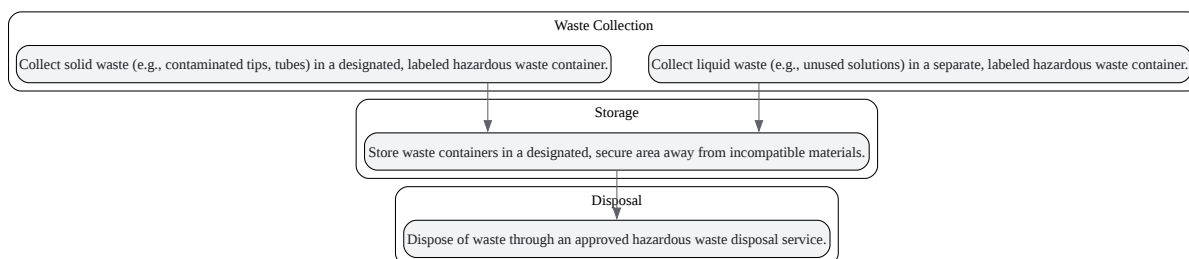 Waste Collection
Collect solid waste (e.g., contaminated tips, tubes) in a designated, labeled hazardous waste container.
Collect liquid waste (e.g., unused solutions) in a separate, labeled hazardous waste container.
Storage
Store waste containers in a designated, secure area away from incompatible materials.
Disposal
Dispose of waste through an approved hazardous waste disposal service.